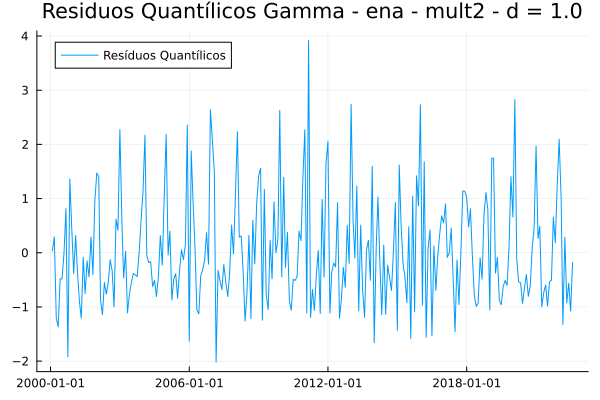 Residuos Quantílicos Gamma - ena - mult2 - d = 1.0
Resíduos Quantílicos
4
3
2
1
0
−1
−2
2000-01-01 2006-01-01 2012-01-01 2018-01-01